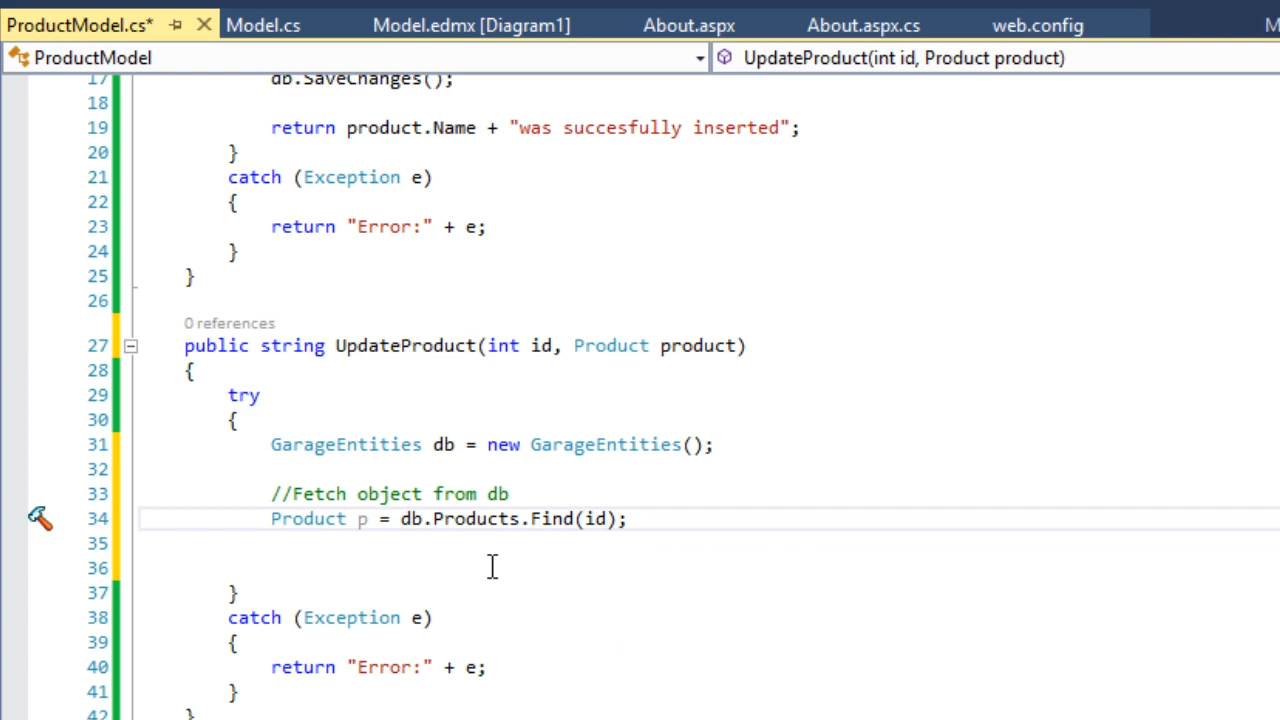 ProductModel.cs* Model.cs Model.edmx [Diagram1] About.aspx About.aspx.cs web.config M
ProductModel UpdateProduct(int id, Product product)
17 db.SaveChanges();
18
19 return product.Name + "was succesfully inserted";
20 }
21 catch (Exception e)
22 {
23 return "Error:" + e;
24 }
25 }
26
0 references
27 public string UpdateProduct(int id, Product product)
28 {
29 try
30 {
31 GarageEntities db = new GarageEntities();
32
33 //Fetch object from db
34 Product p = db.Products.Find(id);
35
36
37 }
38 catch (Exception e)
39 {
40 return "Error:" + e;
41 }
42 }